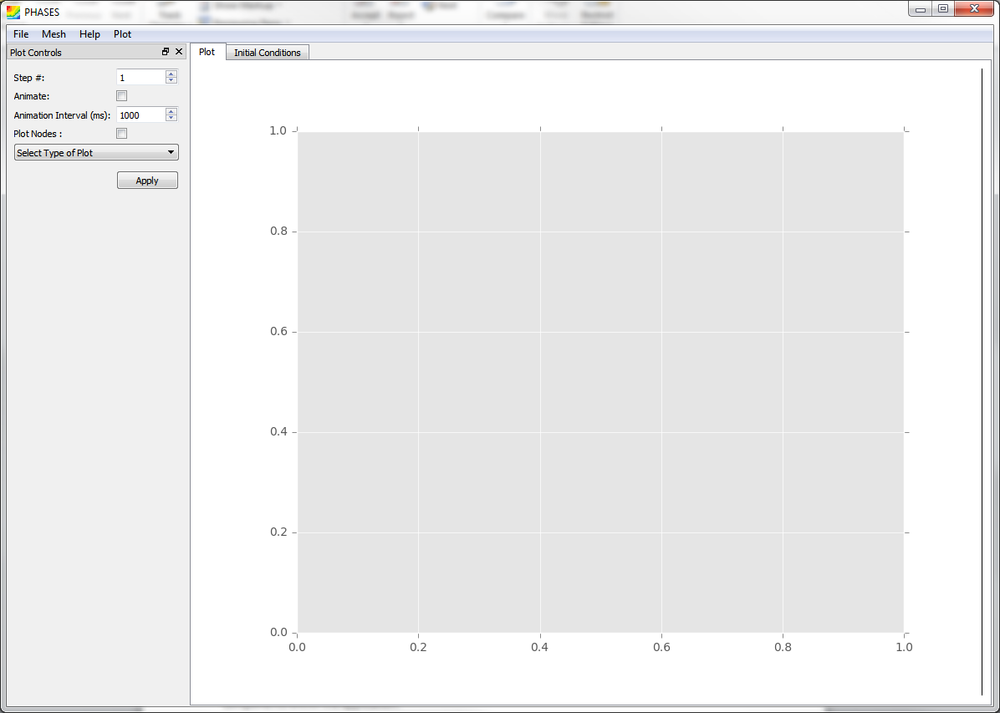 PHASES
File Mesh Help Plot
Plot Controls
Plot Initial Conditions
Step #: 1
Animate:
Animation Interval (ms): 1000
Plot Nodes :
Select Type of Plot
Apply
1.0
0.8
0.6
0.4
0.2
0.0
0.0 0.2 0.4 0.6 0.8 1.0